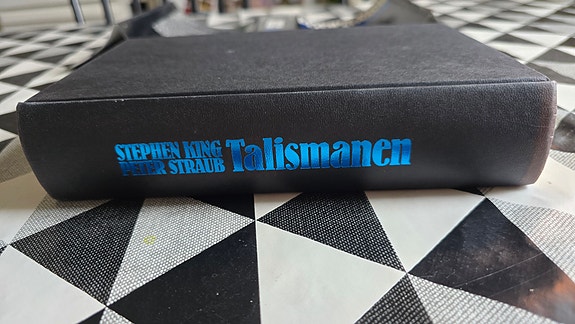 STEPHEN KING
PETER STRAUB
Talismanen